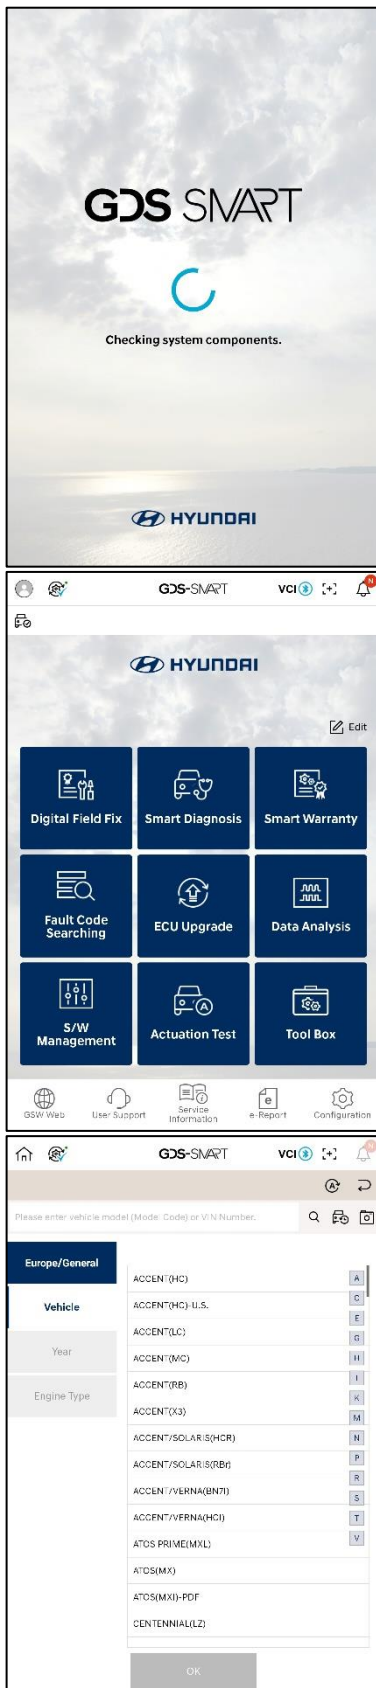 GDS SMART
Checking system components.
HYUNDAI
GDS-SMART
VCI
N
HYUNDAI
Edit
Digital Field Fix
Smart Diagnosis
Smart Warranty
Fault Code
Searching
ECU Upgrade
Data Analysis
S/W
Management
Actuation Test
Tool Box
GSW Web
User Support
Service
Information
e-Report
Configuration
GDS-SMART
VCI
N
Please enter vehicle model (Model Code) or VIN Number.
Europe/General
Vehicle
Year
Engine Type
ACCENT(HC)
ACCENT(HC)-U.S.
ACCENT(LC)
ACCENT(MC)
ACCENT(RB)
ACCENT(X3)
ACCENT/SOLARIS(HCR)
ACCENT/SOLARIS(RBr)
ACCENT/VERNA(BN7I)
ACCENT/VERNA(HCI)
ATOS PRIME(MXL)
ATOS(MX)
ATOS(MXI)-PDF
CENTENNIAL(LZ)
A
C
E
G
H
I
K
M
N
P
R
S
T
V
OK